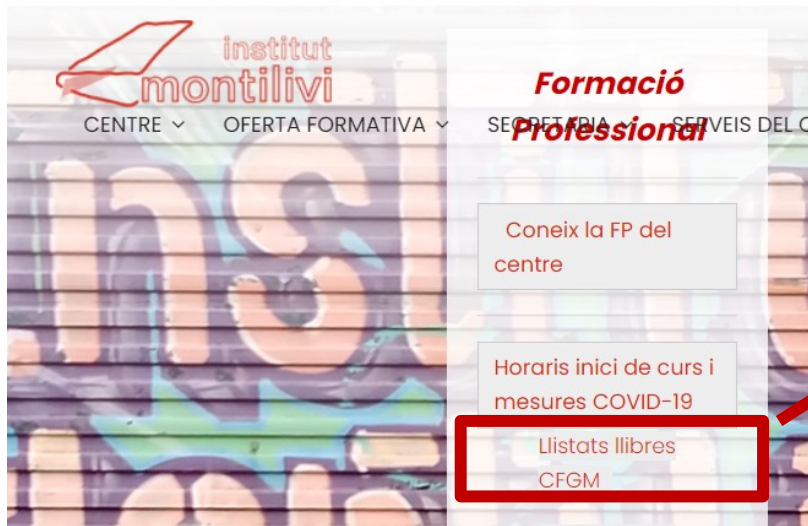 institut
montilivi
Formació
Professional
CENTRE OFERTA FORMATIVA SECRETARIA SERVEIS DEL C
Coneix la FP del
centre
Horaris inici de curs i
mesures COVID-19
Llistats llibres
CFGM